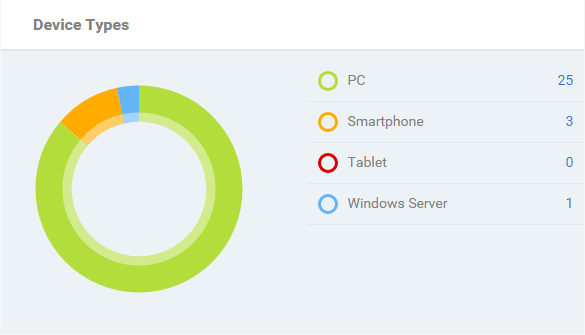 Device Types
PC 25
Smartphone 3
Tablet 0
Windows Server 1